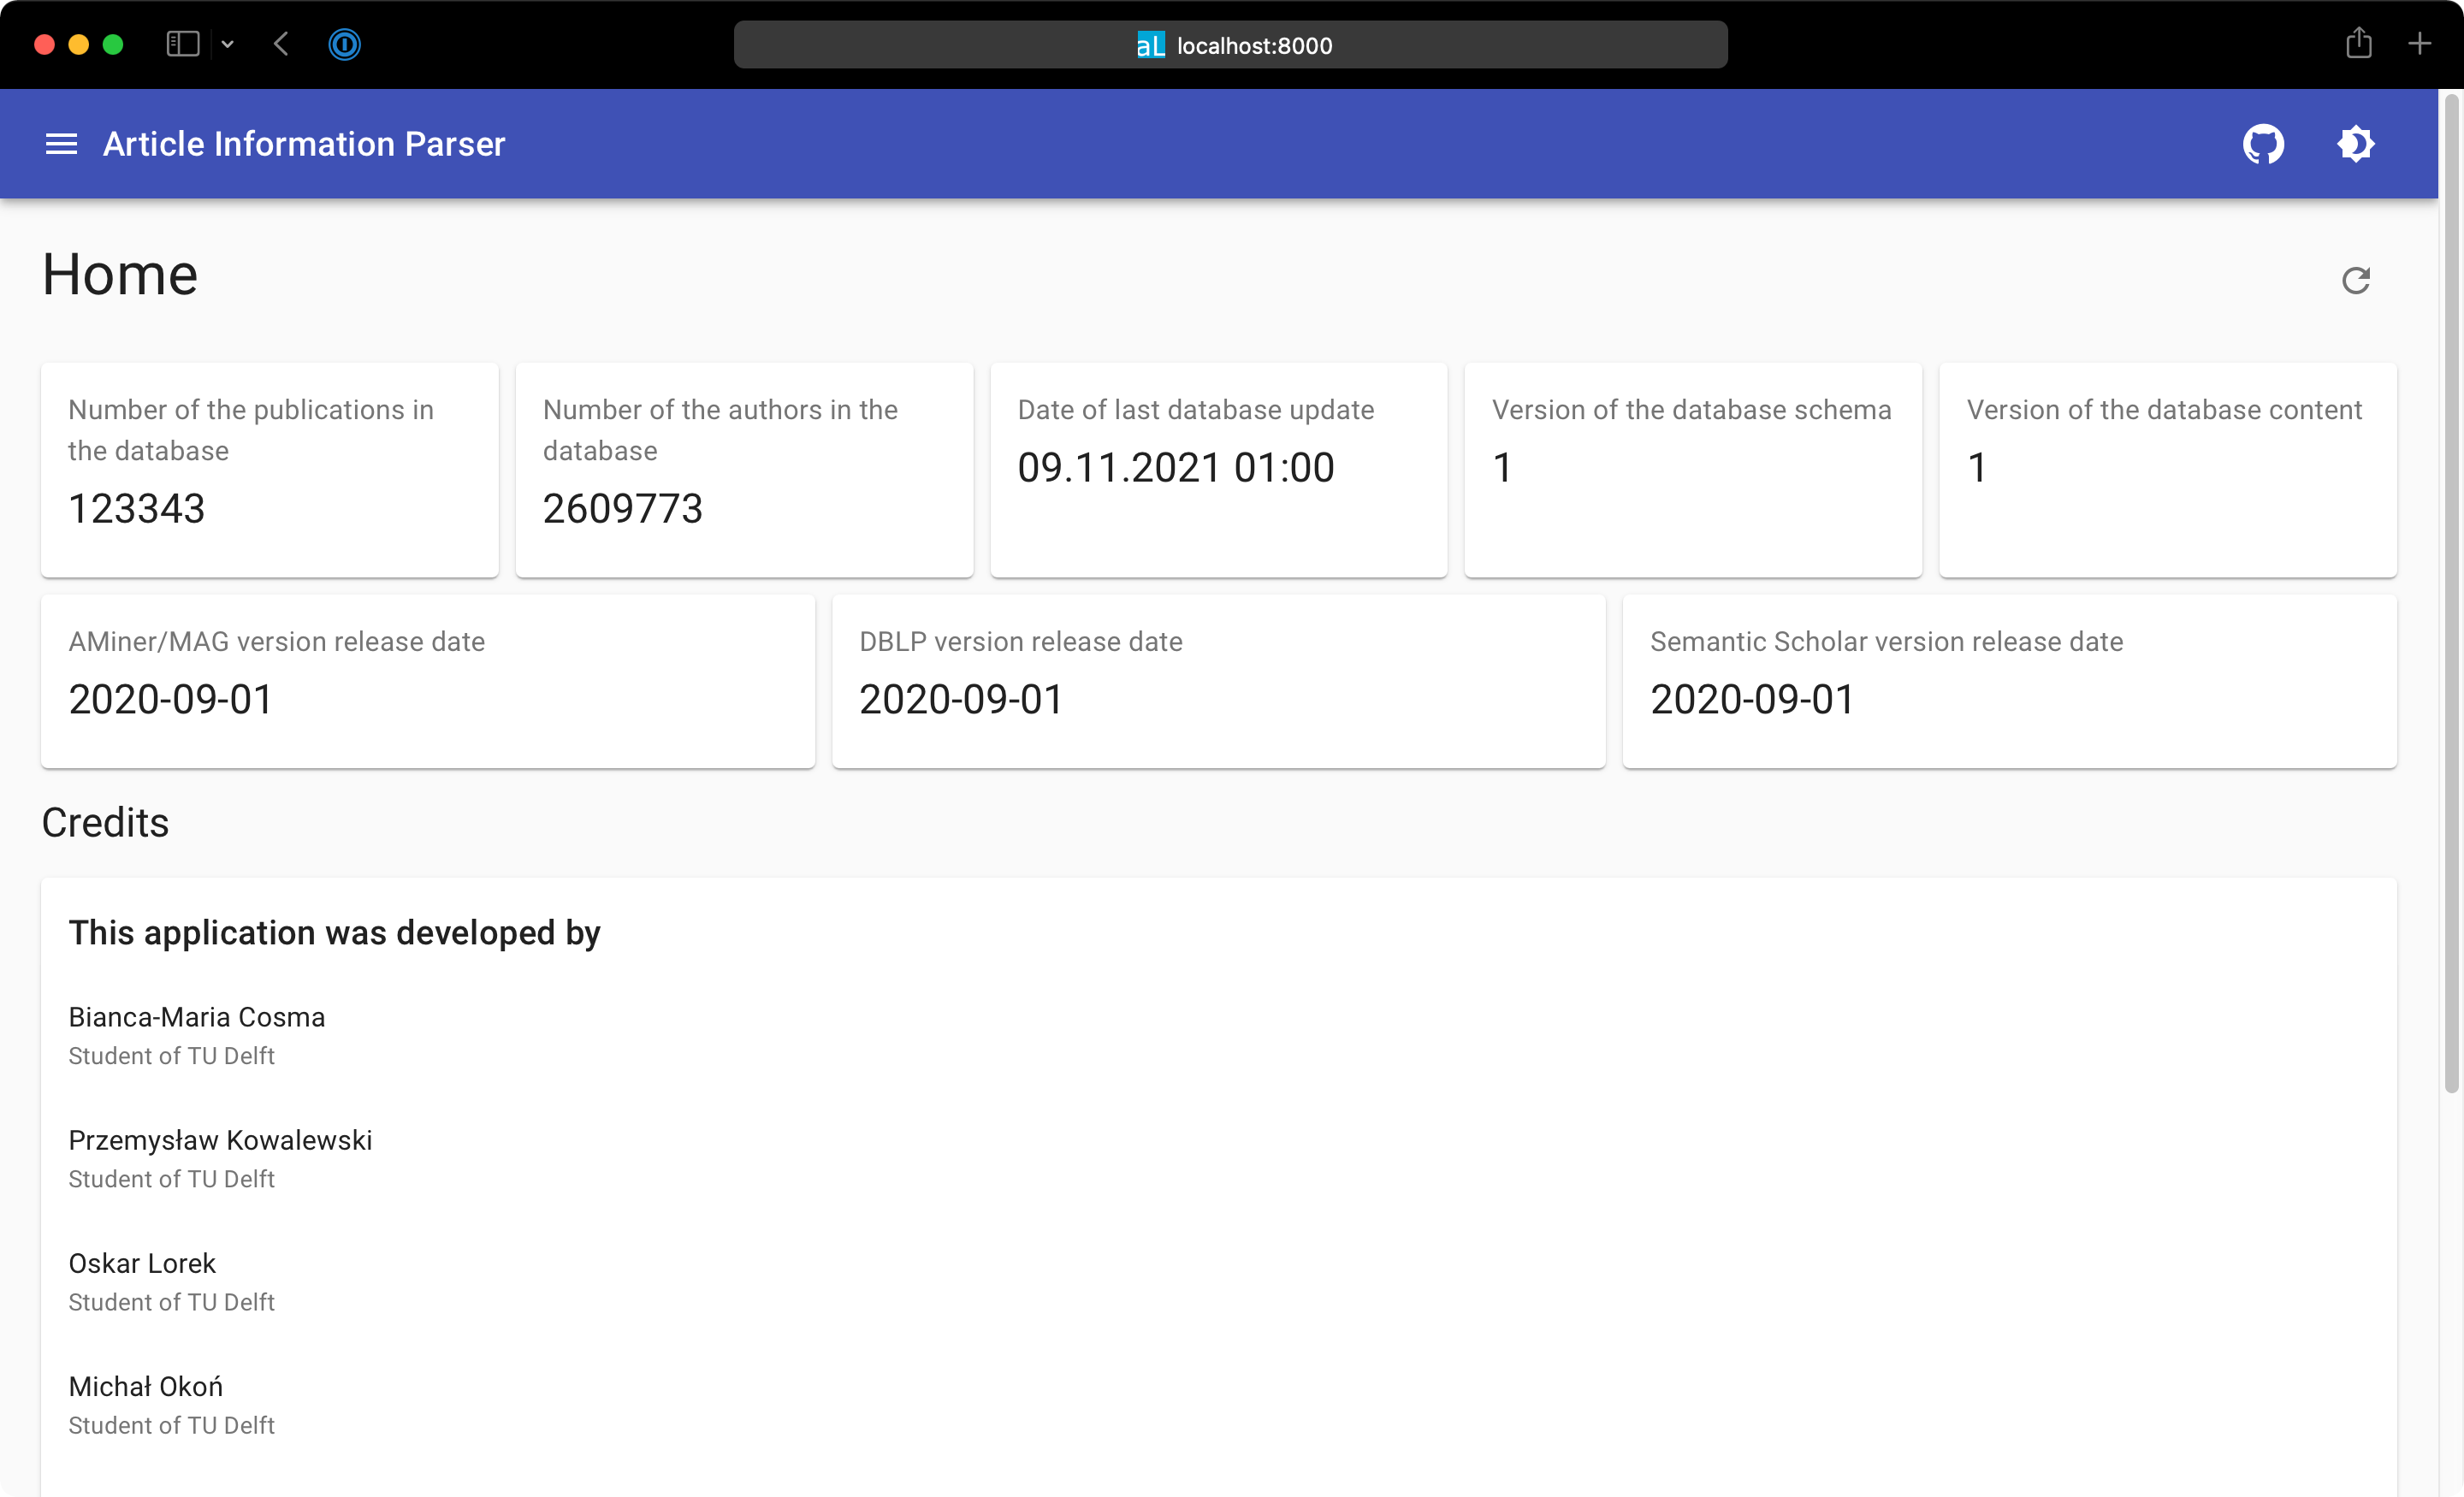 aL localhost:8000
Article Information Parser
Home
Number of the publications in
the database
123343
Number of the authors in the
database
2609773
Date of last database update
09.11.2021 01:00
Version of the database schema
1
Version of the database content
1
AMiner/MAG version release date
2020-09-01
DBLP version release date
2020-09-01
Semantic Scholar version release date
2020-09-01
Credits
This application was developed by
Bianca-Maria Cosma
Student of TU Delft
Przemysław Kowalewski
Student of TU Delft
Oskar Lorek
Student of TU Delft
Michał Okoń
Student of TU Delft